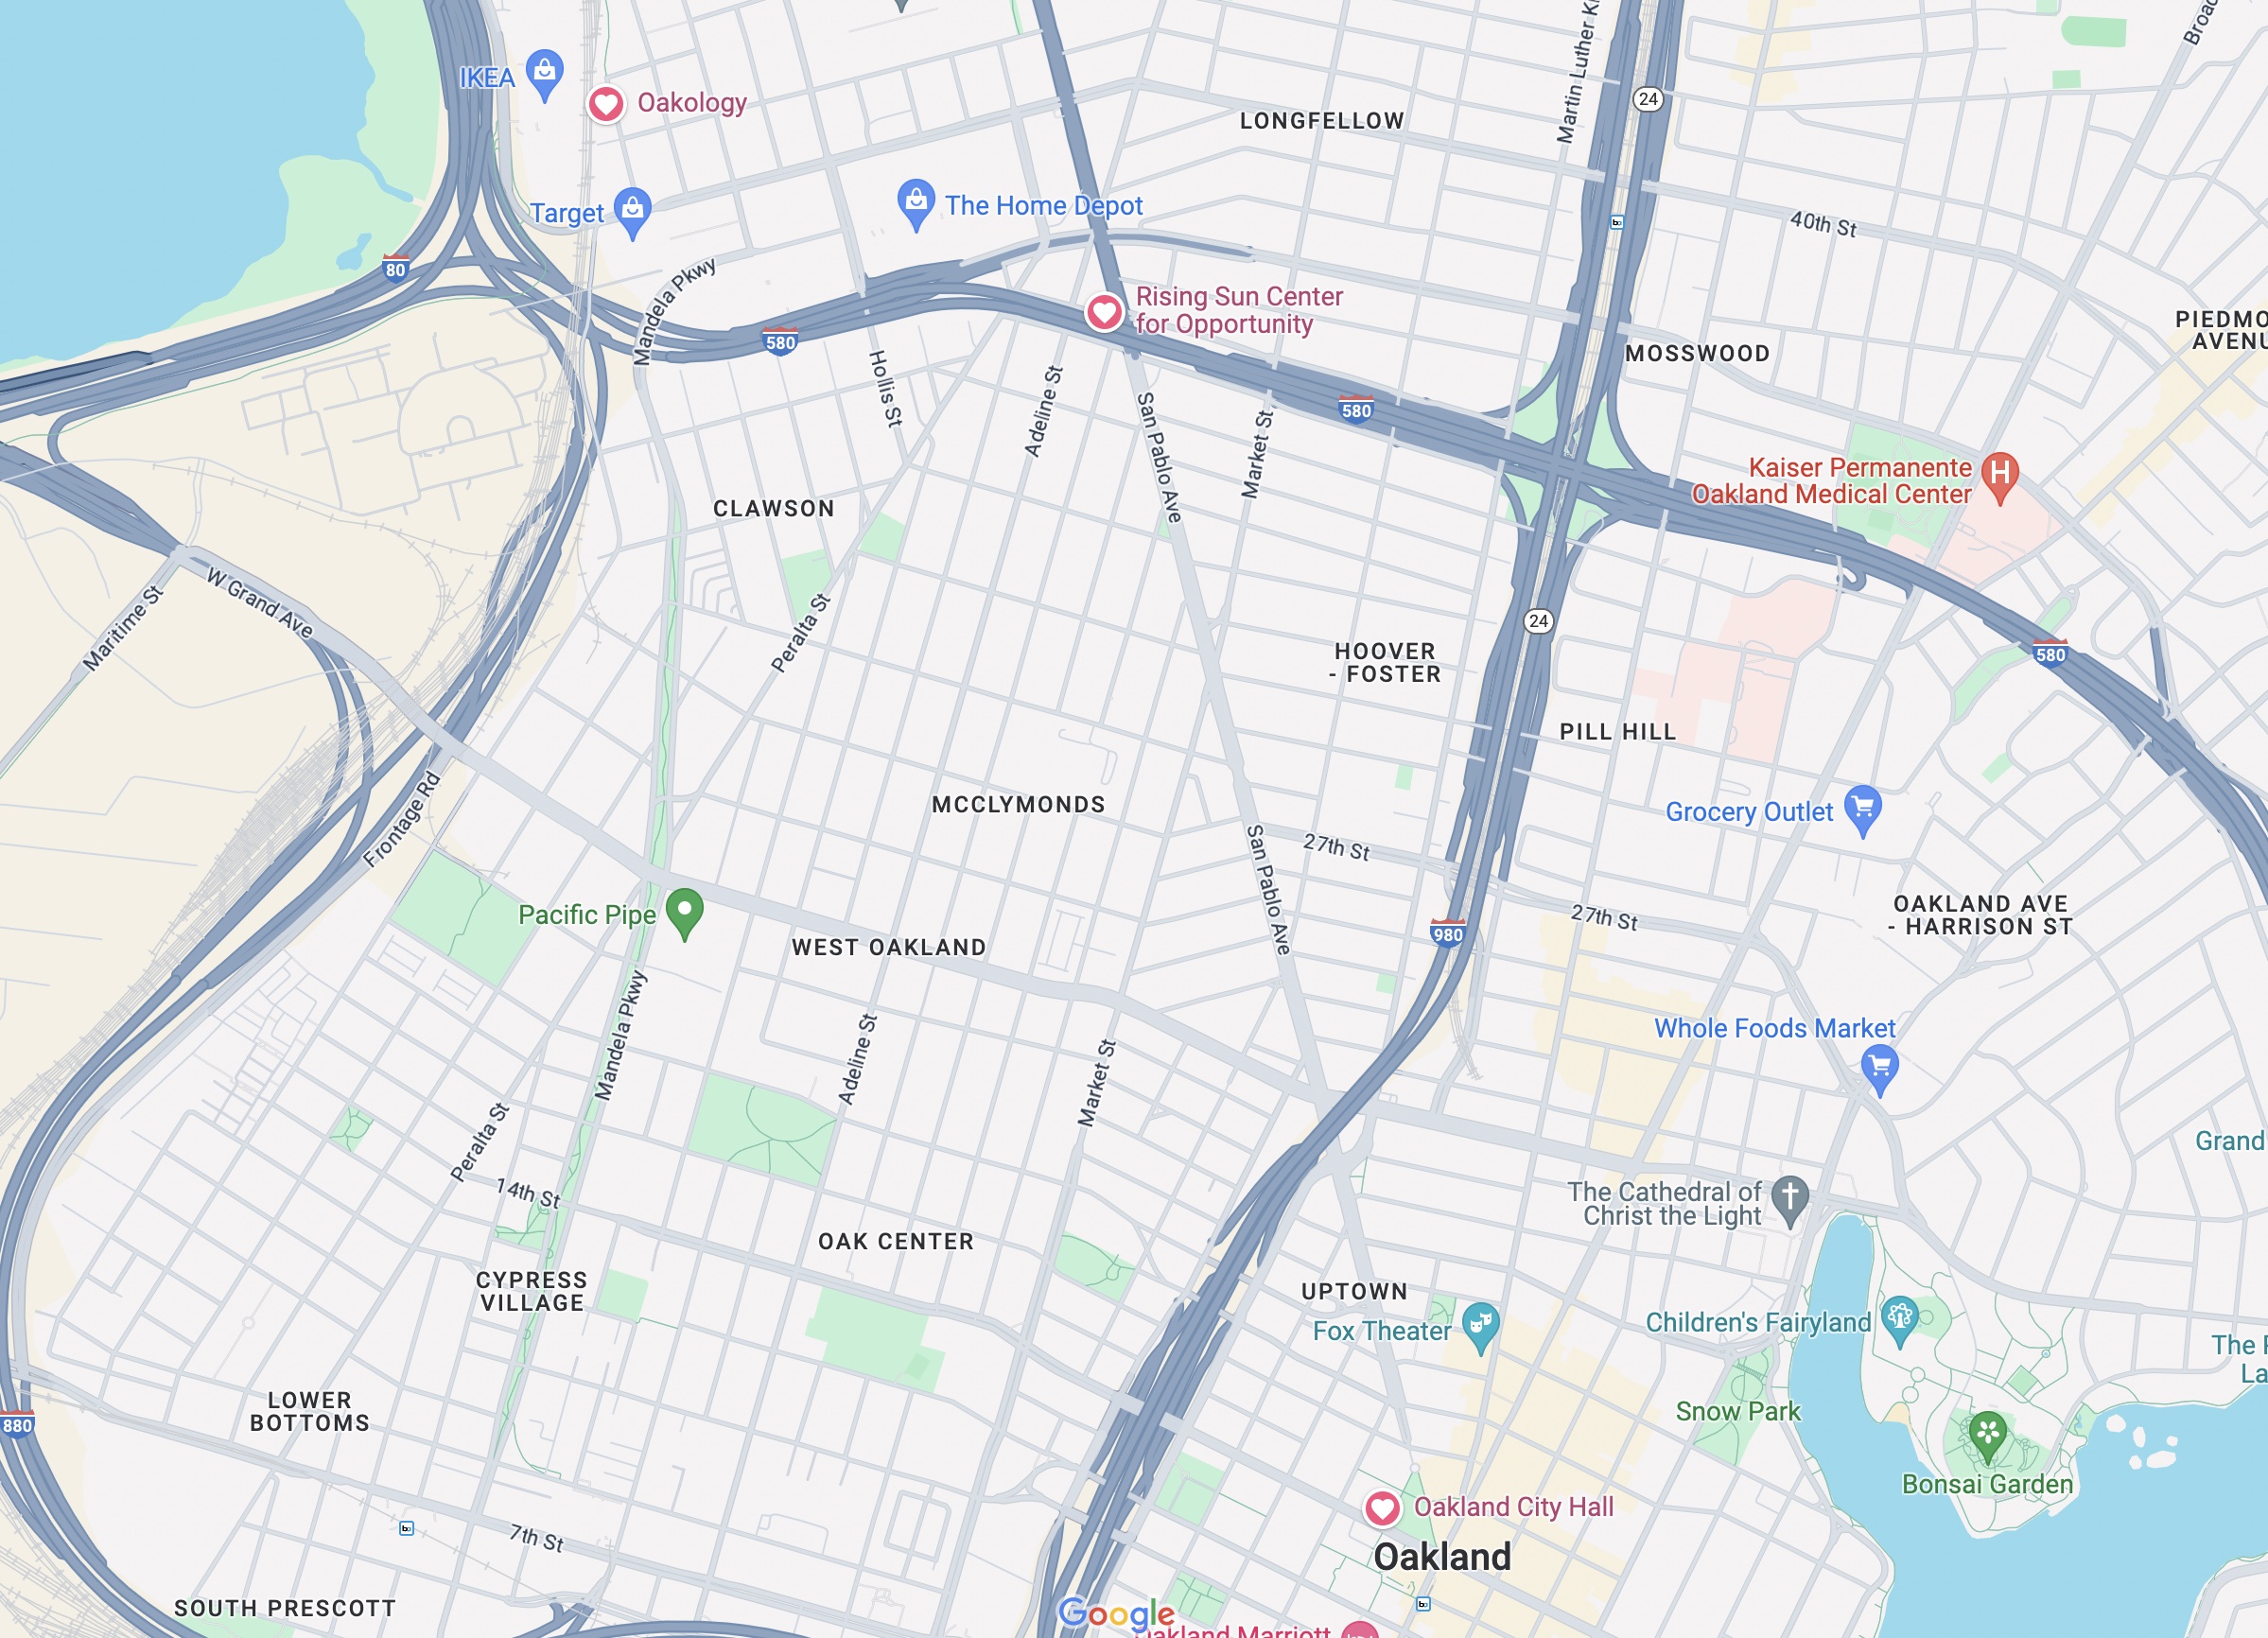 IKEA
Oakology
Martin Luther
24
LONGFELLOW
Target
The Home Depot
40th St
80
Mandela Pkwy
Rising Sun Center
for Opportunity
580
Hollis St
Adeline St
San Pablo Ave
Market St
580
MOSSWOOD
Kaiser Permanente
Oakland Medical Center
CLAWSON
W Grand Ave
Maritime St
Peralta St
24
HOOVER
- FOSTER
580
PILL HILL
Frontage Rd
MCCLYMONDS
San Pablo Ave
27th St
Grocery Outlet
Pacific Pipe
WEST OAKLAND
980
27th St
OAKLAND AVE
- HARRISON ST
Mandela Pkwy
Adeline St
Market St
Whole Foods Market
Peralta St
14th St
Grand
The Cathedral of
Christ the Light
OAK CENTER
CYPRESS
VILLAGE
UPTOWN
Fox Theater
Children's Fairyland
The
La
LOWER
BOTTOMS
880
Snow Park
Bonsai Garden
Oakland City Hall
7th St
Oakland
SOUTH PRESCOTT
Google
Oakland Marriott